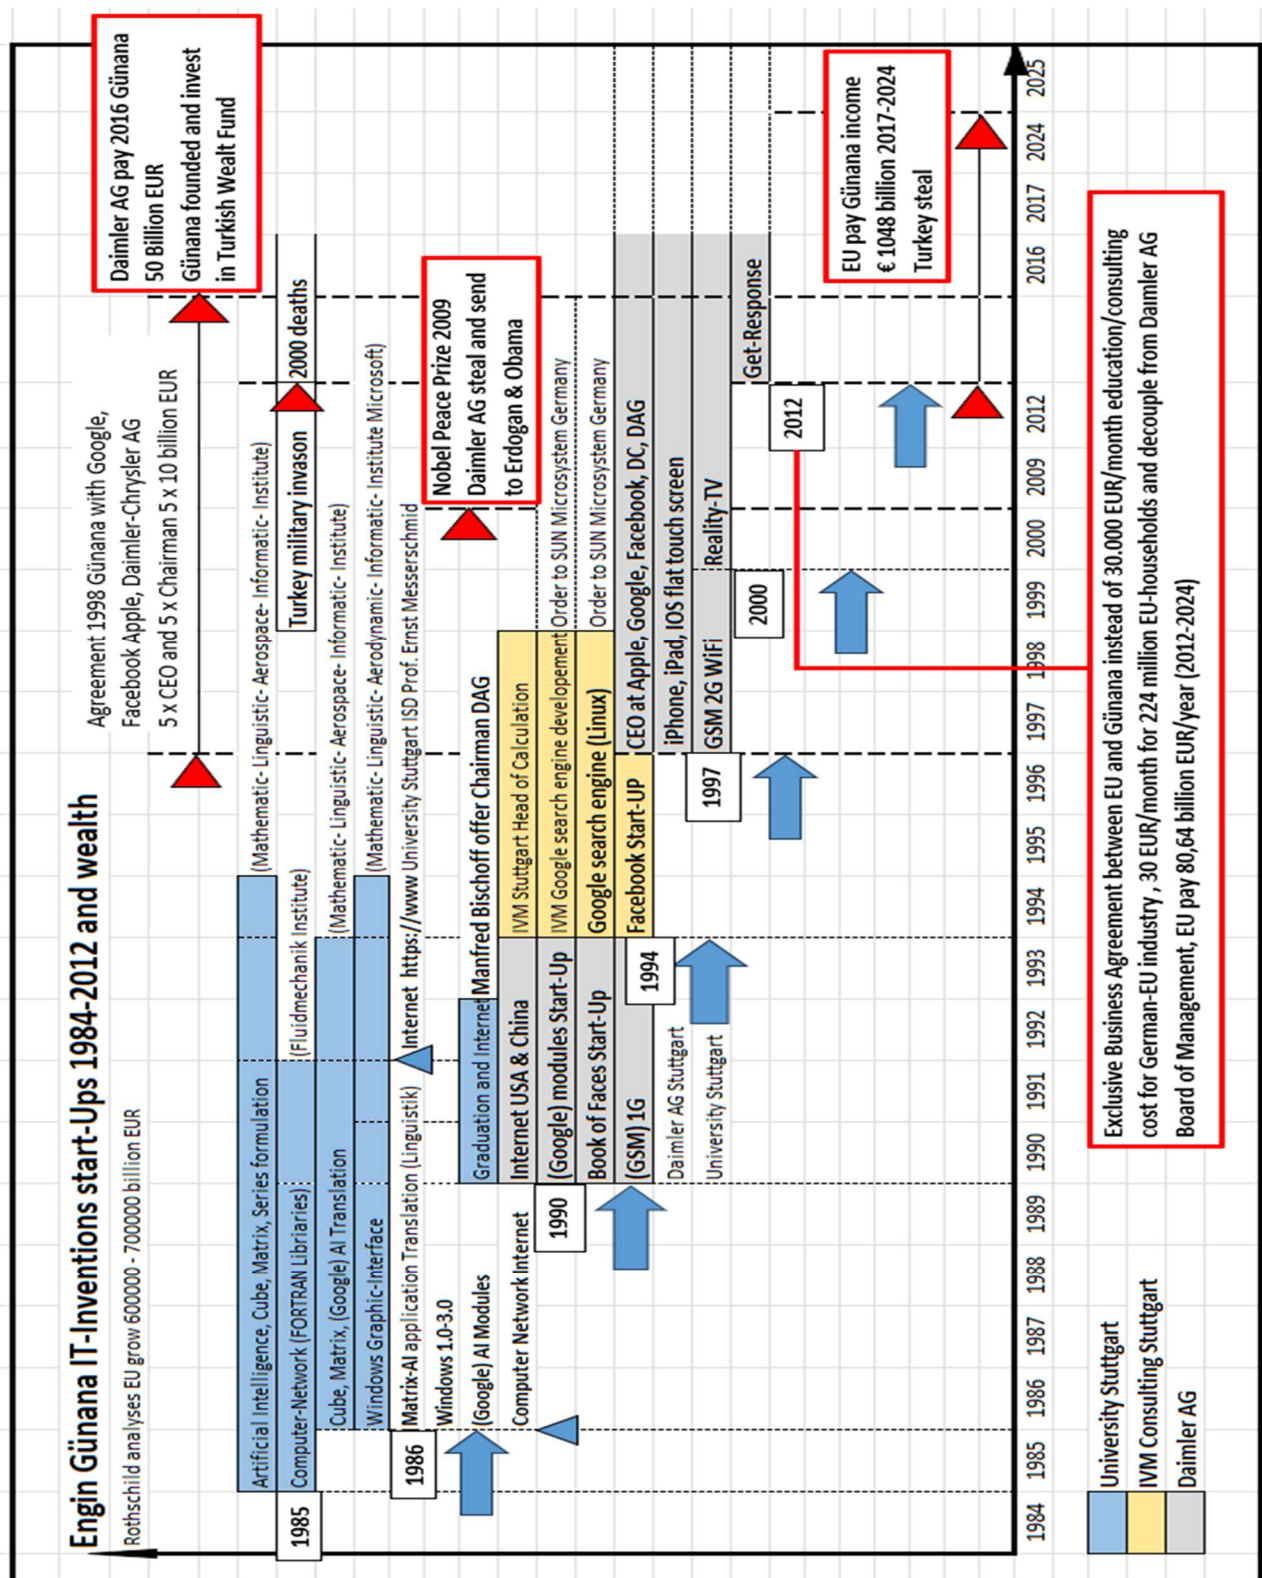 Engin Günana IT-Inventions start-Ups 1984-2012 and wealth
Rothschild analyses EU grow 600000 - 700000 billion EUR
Agreement 1998 Günana with Google,
Facebook Apple, Daimler-Chrysler AG
5 x CEO and 5 x Chairman 5 x 10 billion EUR
Daimler AG pay 2016 Günana
50 Billion EUR
Günana founded and invest
in Turkish Wealt Fund
Artificial Intelligence, Cube, Matrix, Series formulation
(Mathematic- Linguistic- Aerospace- Informatic- Institute)
1985
Computer-Network (FORTRAN Libriaries)
(Fluidmechanik Institute)
Turkey military invason
2000 deaths
Cube, Matrix, (Google) AI Translation
(Mathematic- Linguistic- Aerospace- Informatic- Institute)
Windows Graphic-Interface
(Mathematic- Linguistic- Aerodynamic- Informatic- Institute Microsoft)
1986
Matrix-AI application Translation (Linguistik)
Internet https://www University Stuttgart ISD Prof. Ernst Messerschmid
Windows 1.0-3.0
(Google) AI Modules
Computer Network Internet
Nobel Peace Prize 2009
Daimler AG steal and send
to Erdogan & Obama
Graduation and Internet
Manfred Bischoff offer Chairman DAG
Internet USA & China
IVM Stuttgart Head of Calculation
1990
(Google) modules Start-Up
IVM Google search engine developement
Order to SUN Microsystem Germany
Book of Faces Start-Up
Google search engine (Linux)
Order to SUN Microsystem Germany
(GSM) 1G
1994
Facebook Start-UP
CEO at Apple, Google, Facebook, DC, DAG
Daimler AG Stuttgart
iPhone, iPad, IOS flat touch screen
University Stuttgart
1997
GSM 2G WiFi
Reality-TV
2000
Get-Response
2012
EU pay Günana income
€ 1048 billion 2017-2024
Turkey steal
1984 1985 1986 1987 1988 1989 1990 1991 1992 1993 1994 1995 1996 1997 1998 1999 2000 2009 2012 2016 2017 2024 2025
University Stuttgart
IVM Consulting Stuttgart
Daimler AG
Exclusive Business Agreement between EU and Günana instead of 30.000 EUR/month education/consulting
cost for German-EU industry , 30 EUR/month for 224 million EU-households and decouple from Daimler AG
Board of Management, EU pay 80,64 billion EUR/year (2012-2024)